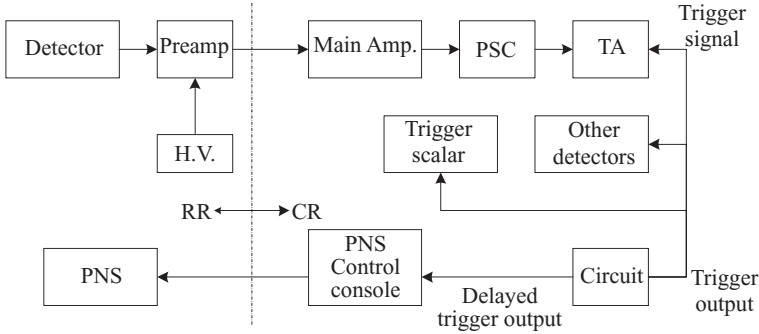 Detector
Preamp
Main Amp.
PSC
TA
Trigger
signal
H.V.
Trigger
scalar
Other
detectors
RR
CR
PNS
PNS
Control
console
Delayed
trigger output
Circuit
Trigger
output